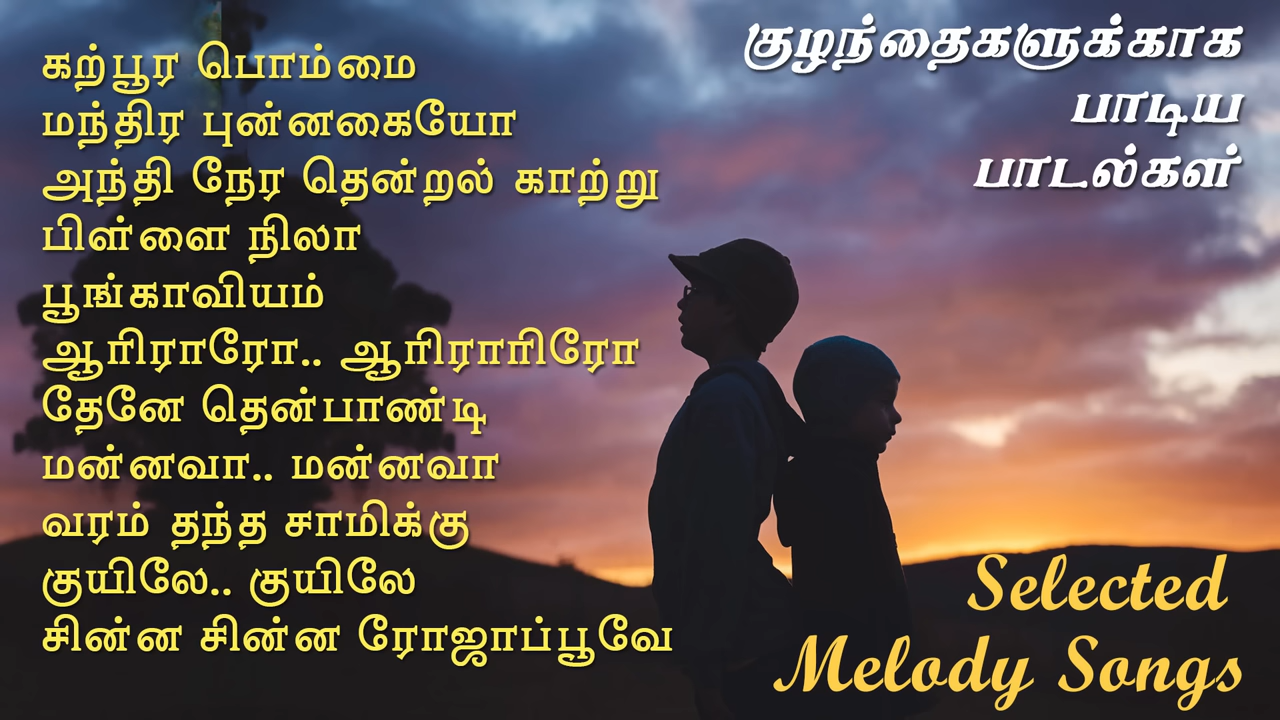 கற்பூர பொம்மை
மந்திர புன்னகையோ
அந்தி நேர தென்றல் காற்று
பிள்ளை நிலா
பூங்காவியம்
ஆரிராரோ.. ஆரிராரிரோ
தேனே தென்பாண்டி
மன்னவா.. மன்னவா
வரம் தந்த சாமிக்கு
குயிலே.. குயிலே
சின்ன சின்ன ரோஜாப்பூவே
குழந்தைகளுக்காக
பாடிய
பாடல்கள்
Selected
Melody Songs